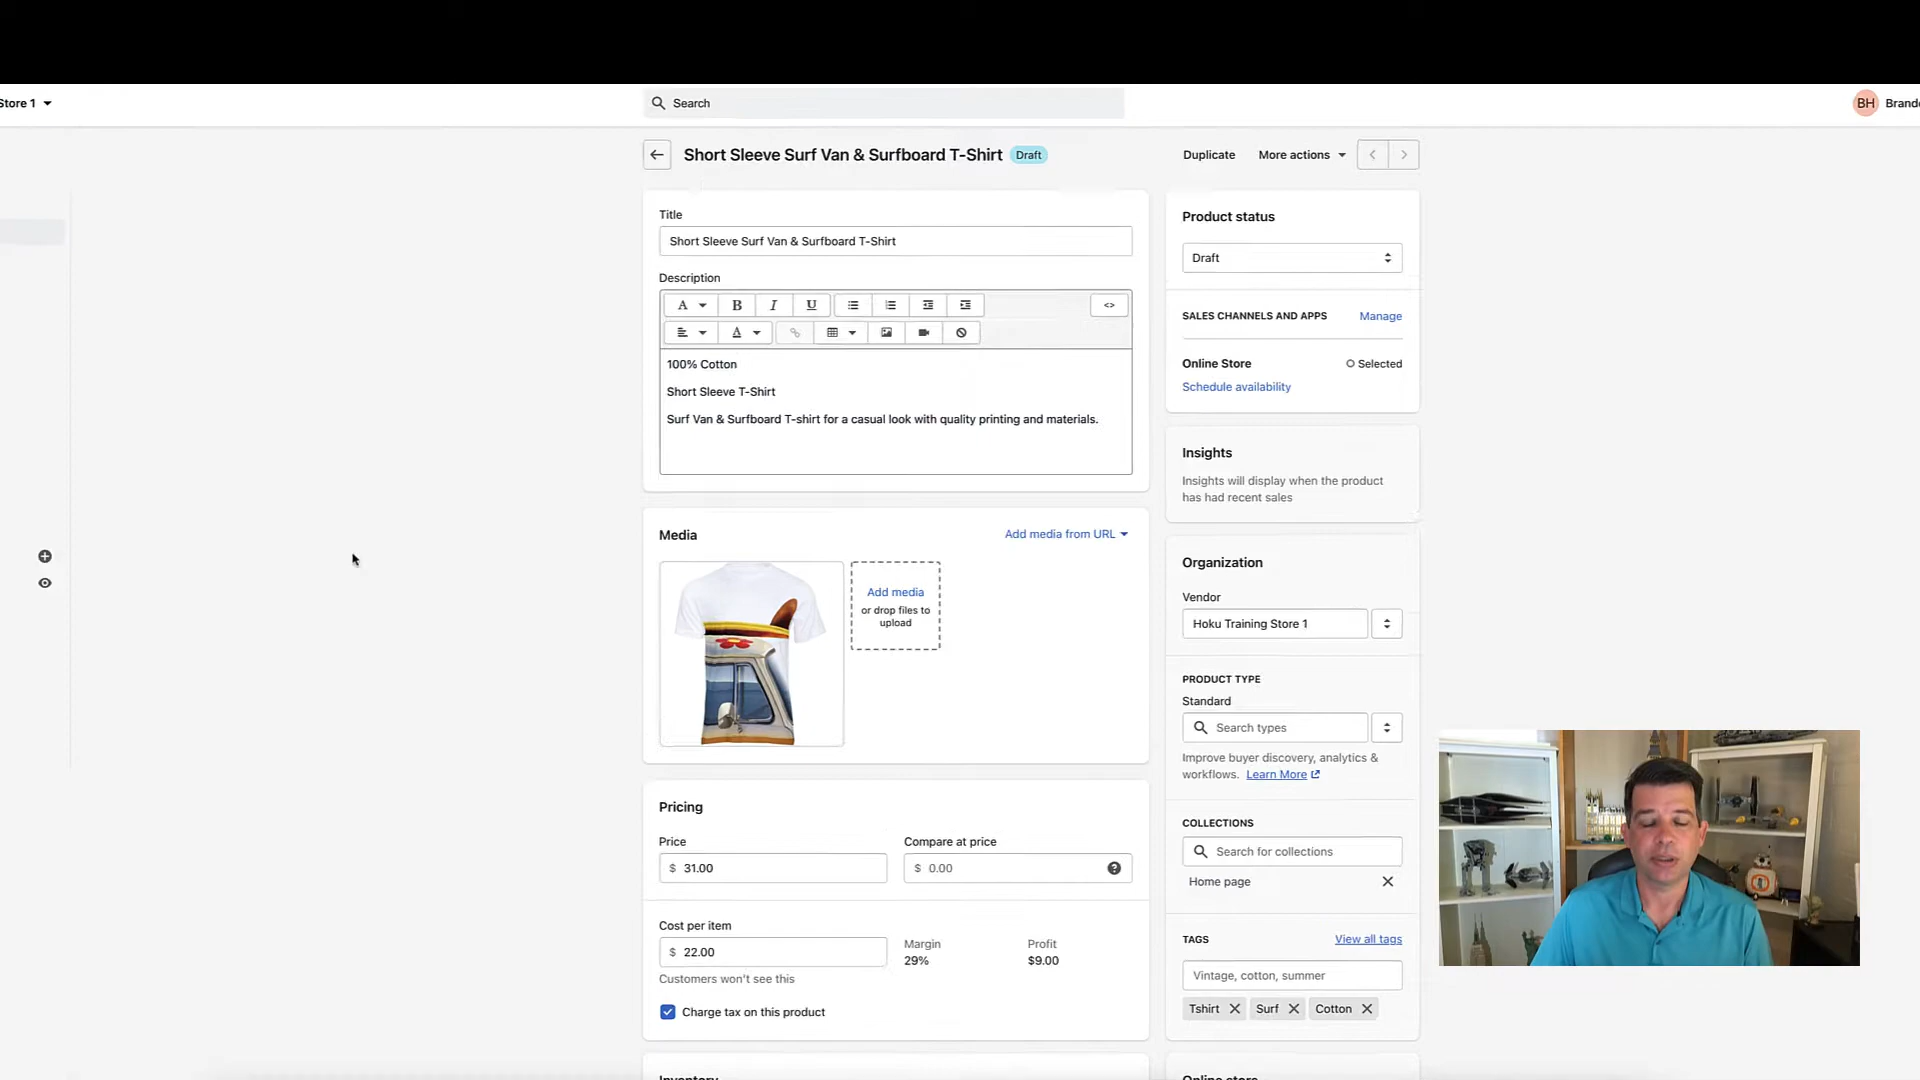 Store 1
Search
BH Brand
Short Sleeve Surf Van & Surfboard T-Shirt Draft
Duplicate
More actions
Title
Short Sleeve Surf Van & Surfboard T-Shirt
Description
A B I U <>
A
100% Cotton
Short Sleeve T-Shirt
Surf Van & Surfboard T-shirt for a casual look with quality printing and materials.
Media
Add media from URL
Add media
or drop files to
upload
Pricing
Price
$ 31.00
Compare at price
$ 0.00
Cost per item
$ 22.00
Customers won't see this
Margin
29%
Profit
$9.00
Charge tax on this product
Inventory
Product status
Draft
SALES CHANNELS AND APPS Manage
Online Store Selected
Schedule availability
Insights
Insights will display when the product
has had recent sales
Organization
Vendor
Hoku Training Store 1
PRODUCT TYPE
Standard
Search types
Improve buyer discovery, analytics &
workflows. Learn More
COLLECTIONS
Search for collections
Home page
TAGS View all tags
Vintage, cotton, summer
Tshirt Surf Cotton
Online store